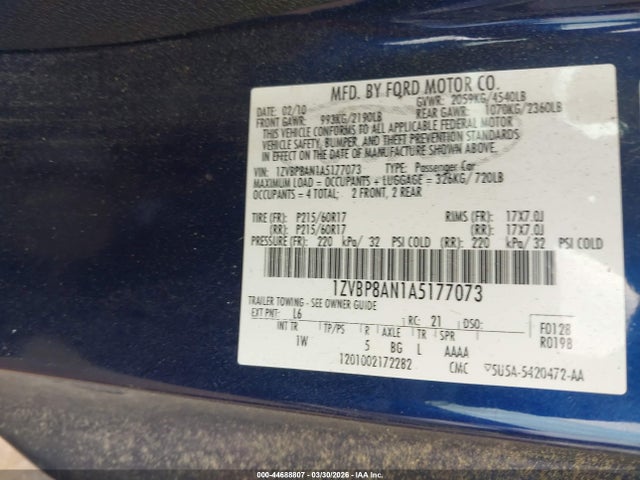 MFD. BY FORD MOTOR CO.
DATE: 02/10 GVWR: 2059KG/4540LB
FRONT GAWR: 993KG/2190LB REAR GAWR: 1070KG/2360LB
THIS VEHICLE CONFORMS TO ALL APPLICABLE FEDERAL MOTOR
VEHICLE SAFETY, BUMPER, AND THEFT PREVENTION STANDARDS
IN EFFECT ON THE DATE OF MANUFACTURE SHOWN ABOVE.
VIN: 1ZVBP8AN1A5177073 TYPE: Passenger Car
MAXIMUM LOAD = OCCUPANTS + LUGGAGE = 326KG/720LB
OCCUPANTS = 4 TOTAL: 2 FRONT, 2 REAR
TIRE (FR): P215/60R17 RIMS (FR): 17X7.0J
(RR): P215/60R17 (RR): 17X7.0J
PRESSURE (FR): 220 kPa/ 32 PSI COLD (RR): 220 kPa/ 32 PSI COLD
1ZVBP8AN1A5177073
TRAILER TOWING - SEE OWNER GUIDE
EXT PNT: L6 RC: 21 DSO: F0128
INT TR TP/PS R AXLE TR SPR R0198
1W 5 BG L AAAA
1201002172282 CMC 5U5A-5420472-AA
000-44688807 - 03/30/2026 - IAA Inc.